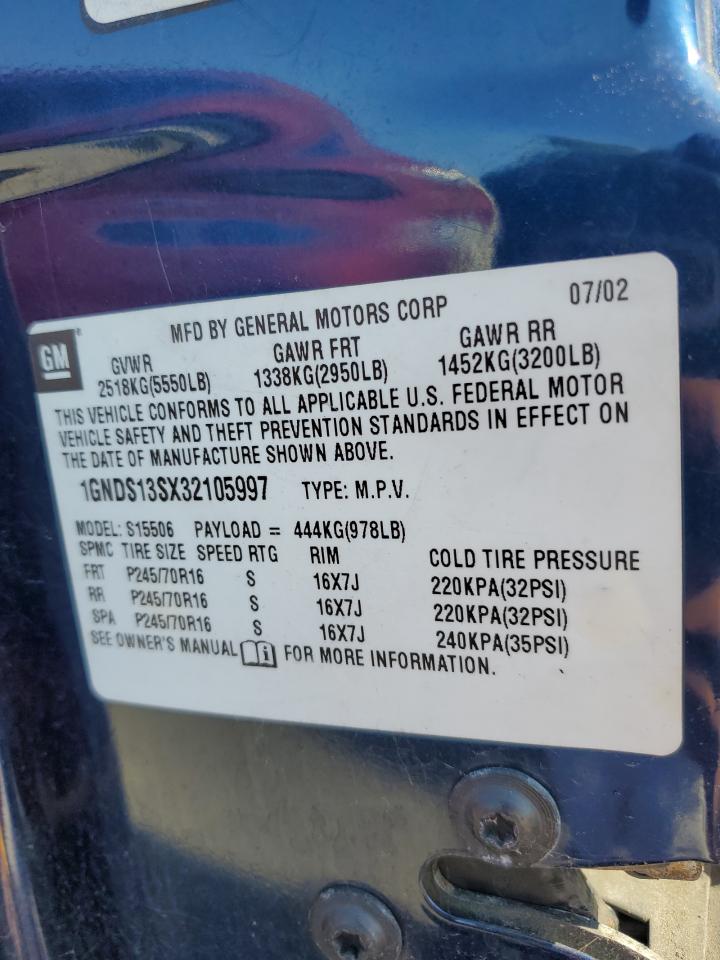 07/02
MFD BY GENERAL MOTORS CORP
GM®
GVWR GAWR FRT GAWR RR
2518KG(5550LB) 1338KG(2950LB) 1452KG(3200LB)
THIS VEHICLE CONFORMS TO ALL APPLICABLE U.S. FEDERAL MOTOR
VEHICLE SAFETY AND THEFT PREVENTION STANDARDS IN EFFECT ON
THE DATE OF MANUFACTURE SHOWN ABOVE.
1GNDS13SX32105997 TYPE: M.P.V.
MODEL: S15506 PAYLOAD = 444KG(978LB)
SPMC TIRE SIZE SPEED RTG RIM COLD TIRE PRESSURE
FRT P245/70R16 S 16X7J 220KPA(32PSI)
RR P245/70R16 S 16X7J 220KPA(32PSI)
SPA P245/70R16 S 16X7J 240KPA(35PSI)
SEE OWNER'S MANUAL FOR MORE INFORMATION.